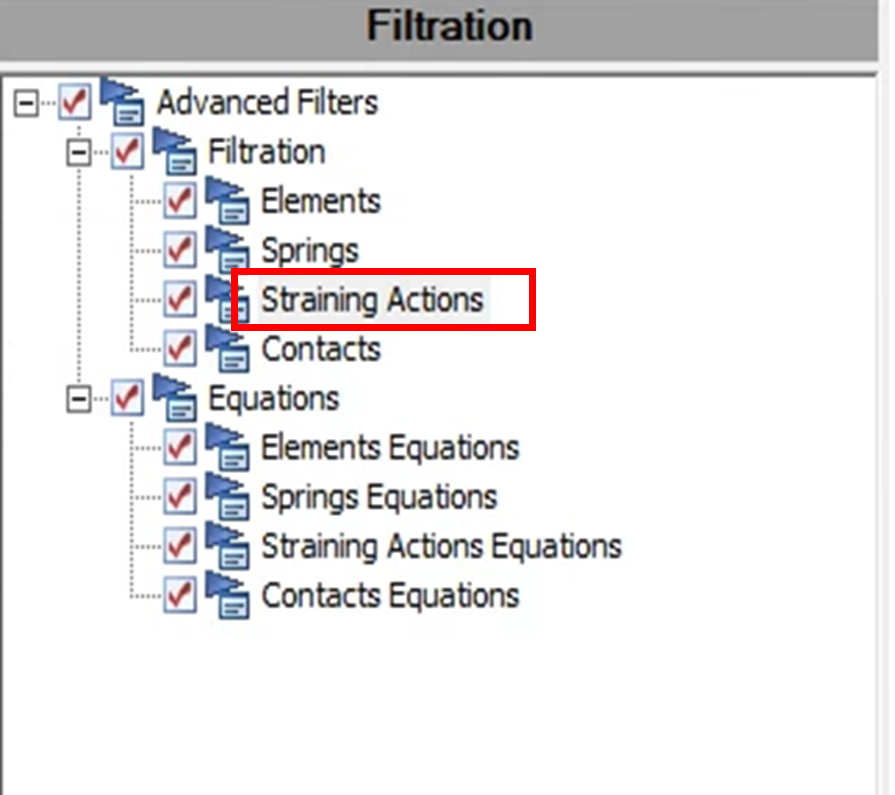 Filtration
Advanced Filters
Filtration
Elements
Springs
Straining Actions
Contacts
Equations
Elements Equations
Springs Equations
Straining Actions Equations
Contacts Equations